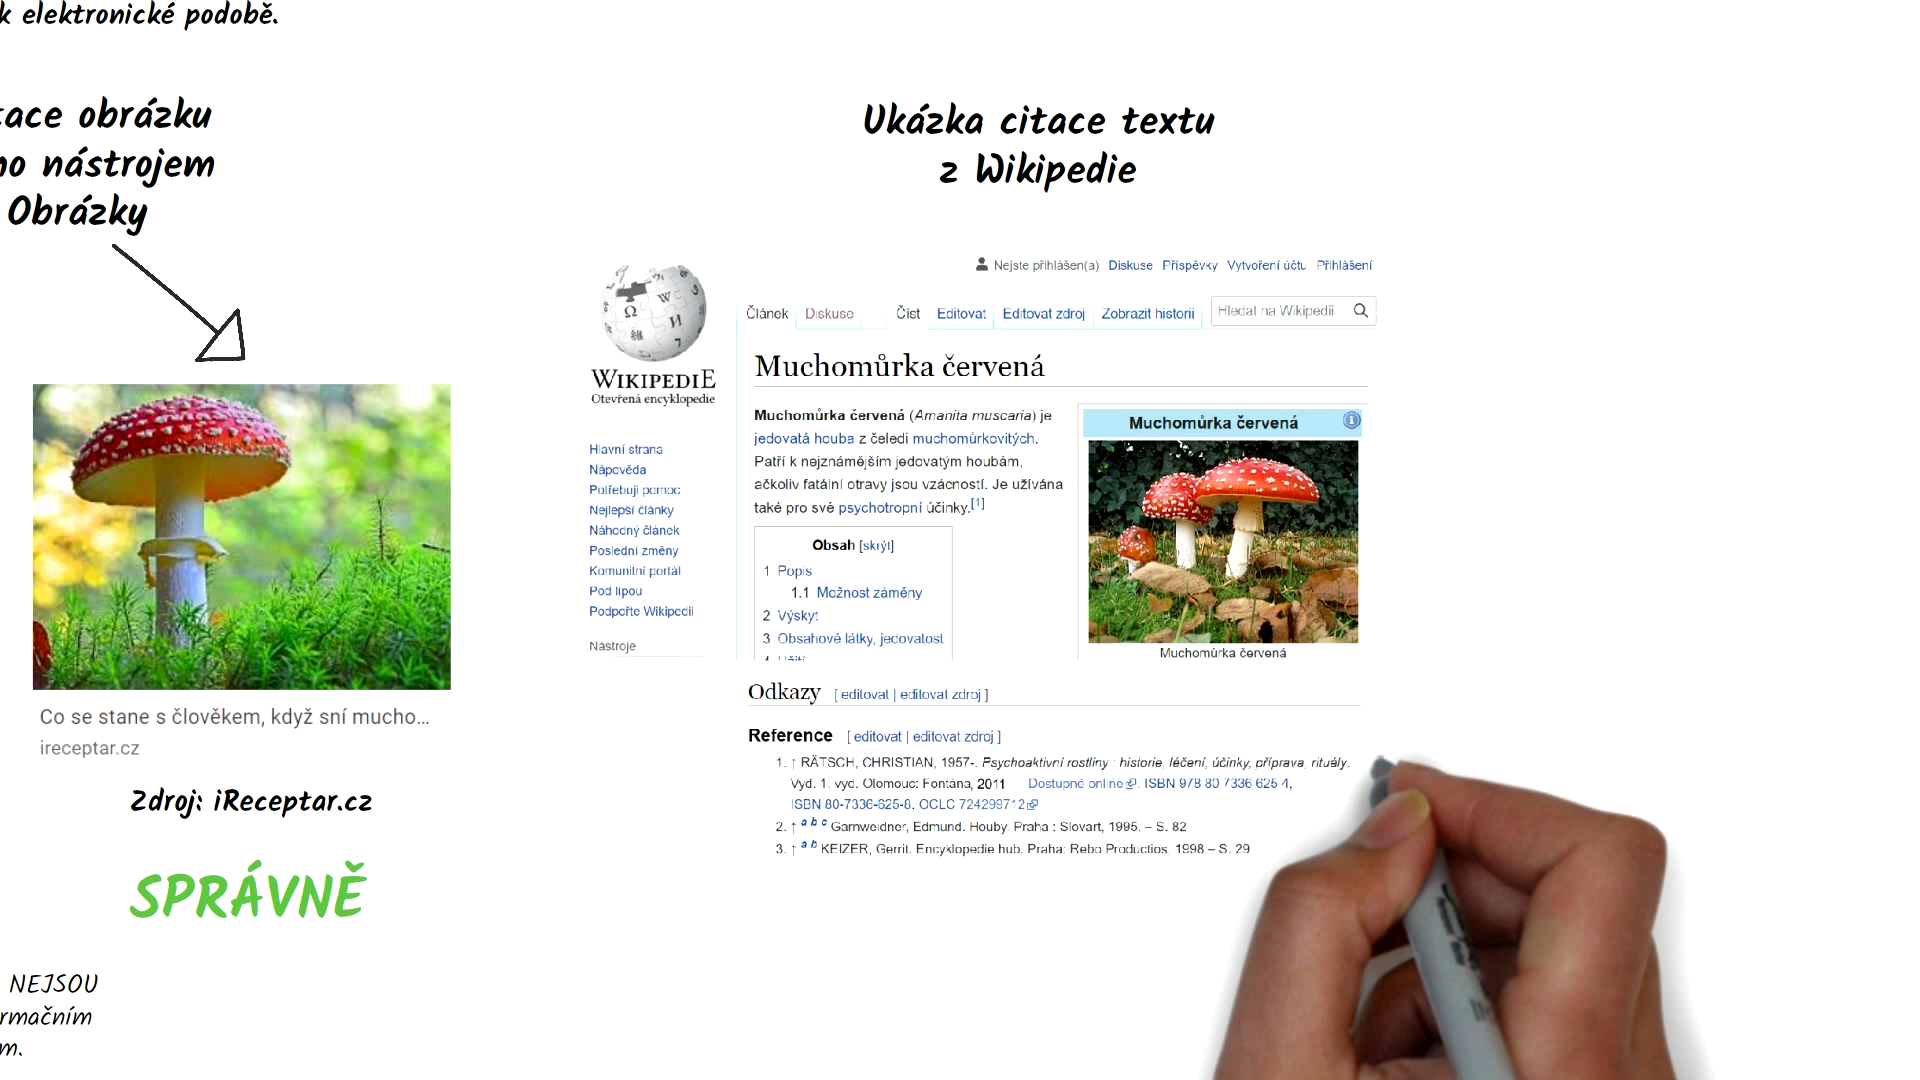 k elektronické podobě.
tace obrázku
ho nástrojem
Obrázky
Co se stane s člověkem, když sní mucho...
ireceptar.cz
Zdroj: iReceptar.cz
SPRÁVNĚ
NEJSOU
rmačním
m.
Ukázka citace textu
z Wikipedie
WIKIPEDIE
Otevřená encyklopedie
Hlavní strana
Nápověda
Potřebuji pomoc
Nejlepší články
Náhodný článek
Poslední změny
Komunitní portál
Pod lípou
Podpořte Wikipedii
Nástroje
Nejste přihlášen(a) Diskuse Příspěvky Vytvoření účtu Přihlášení
Článek Diskuse Číst Editovat Editovat zdroj Zobrazit historii Hledat na Wikipedii
Muchomůrka červená
Muchomůrka červená (Amanita muscaria) je
jedovatá houba z čeledi muchomůrkovitých.
Patří k nejznámějším jedovatým houbám,
ačkoliv fatální otravy jsou vzácností. Je užívána
také pro své psychotropní účinky.[1]
Obsah [skrýt]
1 Popis
1.1 Možnost záměny
2 Výskyt
3 Obsahové látky, jedovatost
Muchomůrka červená
Muchomůrka červená
Odkazy [ editovat | editovat zdroj ]
Reference [ editovat | editovat zdroj ]
1. ↑ RÄTSCH, CHRISTIAN, 1957-. Psychoaktivní rostliny : historie, léčení, účinky, příprava, rituály.
Vyd. 1. vyd. Olomouc: Fontána, 2011 Dostupné online. ISBN 978 80 7336 625 4,
ISBN 80-7336-625-8. OCLC 724299712
2. ↑ a b c Garnweidner, Edmund. Houby. Praha : Slovart, 1995. – S. 82
3. ↑ a b KEIZER, Gerrit. Encyklopedie hub. Praha: Rebo Productios, 1998 – S. 29